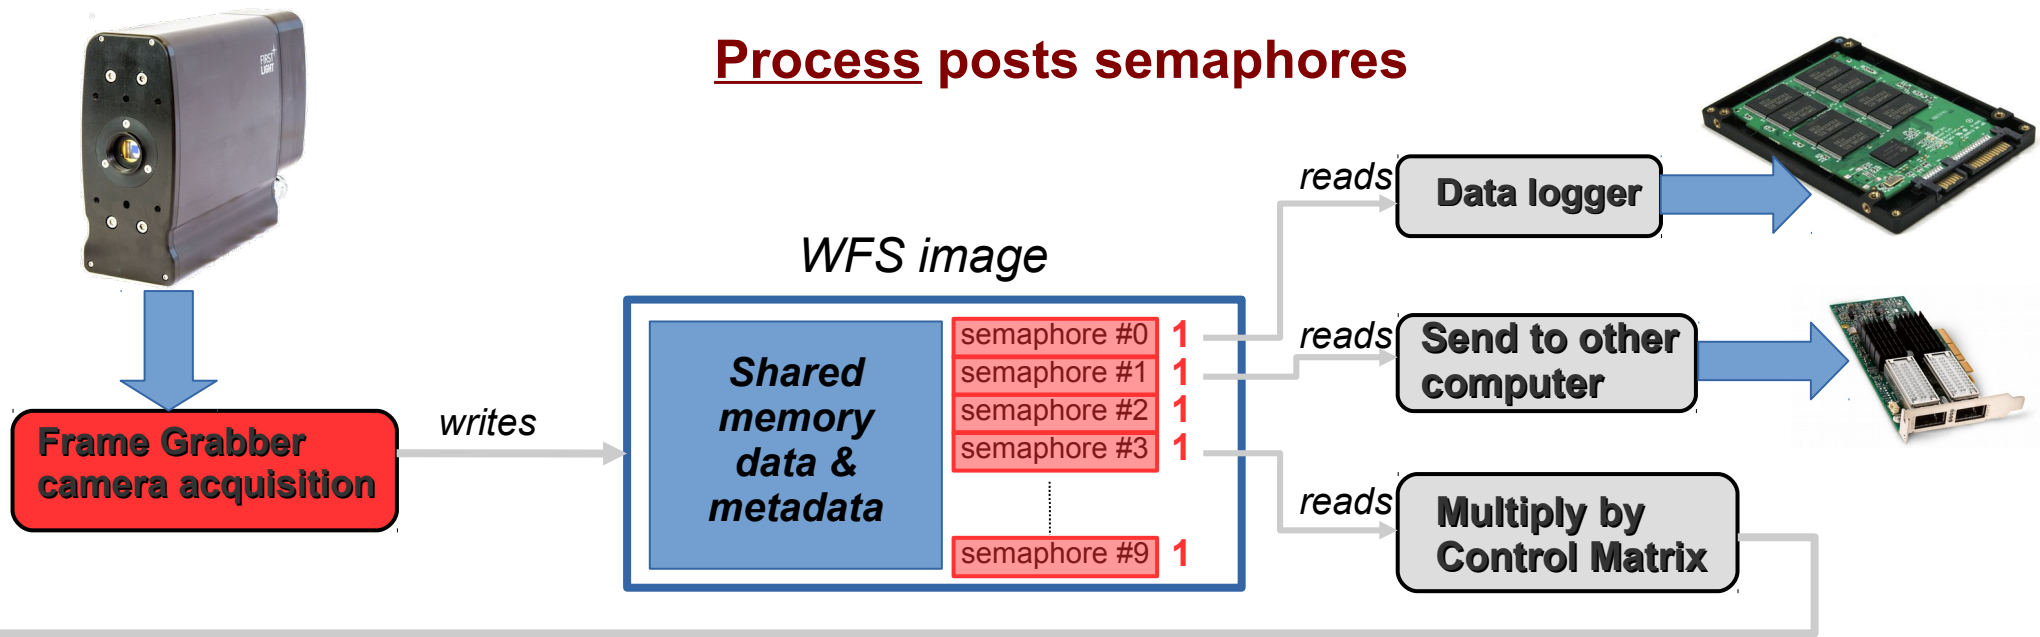 Process posts semaphores
FIRST
LIGHT
reads
Data logger
WFS image
semaphore #0 1
reads
Send to other
computer
semaphore #1 1
semaphore #2 1
semaphore #3 1
semaphore #9 1
Shared
memory
data &
metadata
writes
Frame Grabber
camera acquisition
reads
Multiply by
Control Matrix